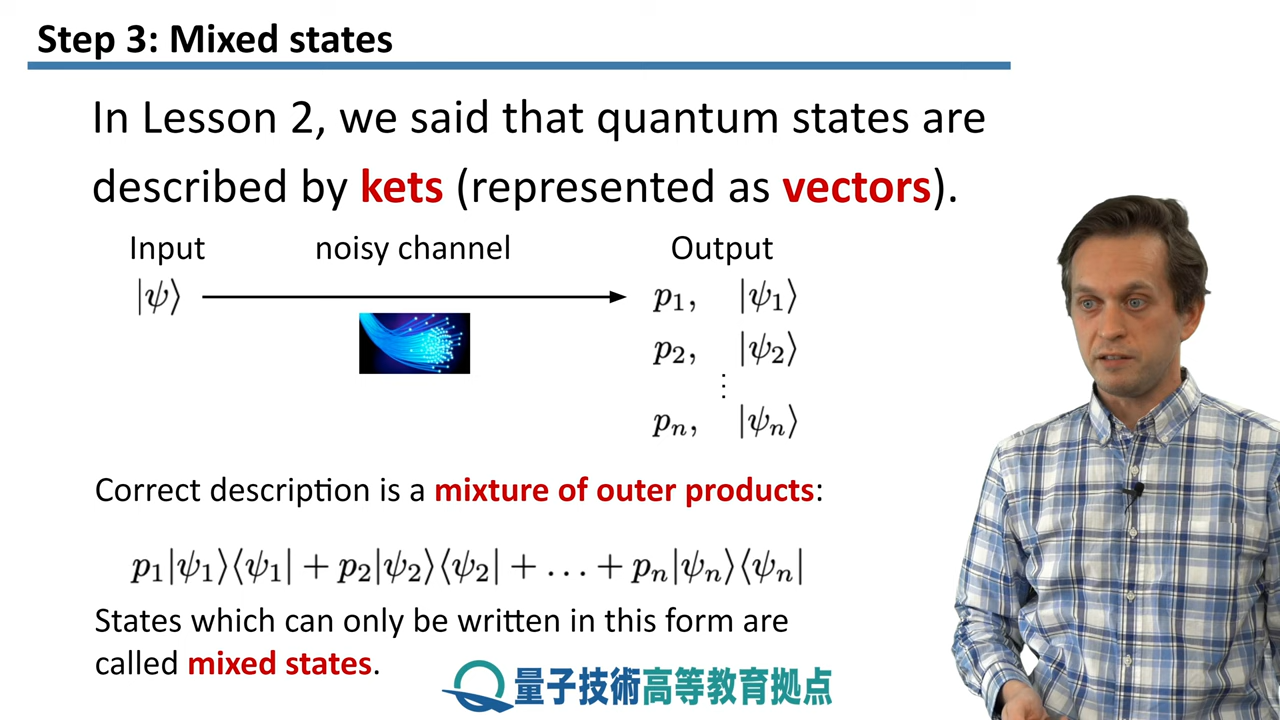 Step 3: Mixed states
In Lesson 2, we said that quantum states are
described by kets (represented as vectors).
Input noisy channel Output
|ψ⟩ p₁, |ψ₁⟩
p₂, |ψ₂⟩
⋮
pₙ, |ψₙ⟩
Correct description is a mixture of outer products:
p₁|ψ₁⟩⟨ψ₁| + p₂|ψ₂⟩⟨ψ₂| + … + pₙ|ψₙ⟩⟨ψₙ|
States which can only be written in this form are
called mixed states.
量子技術高等教育拠点